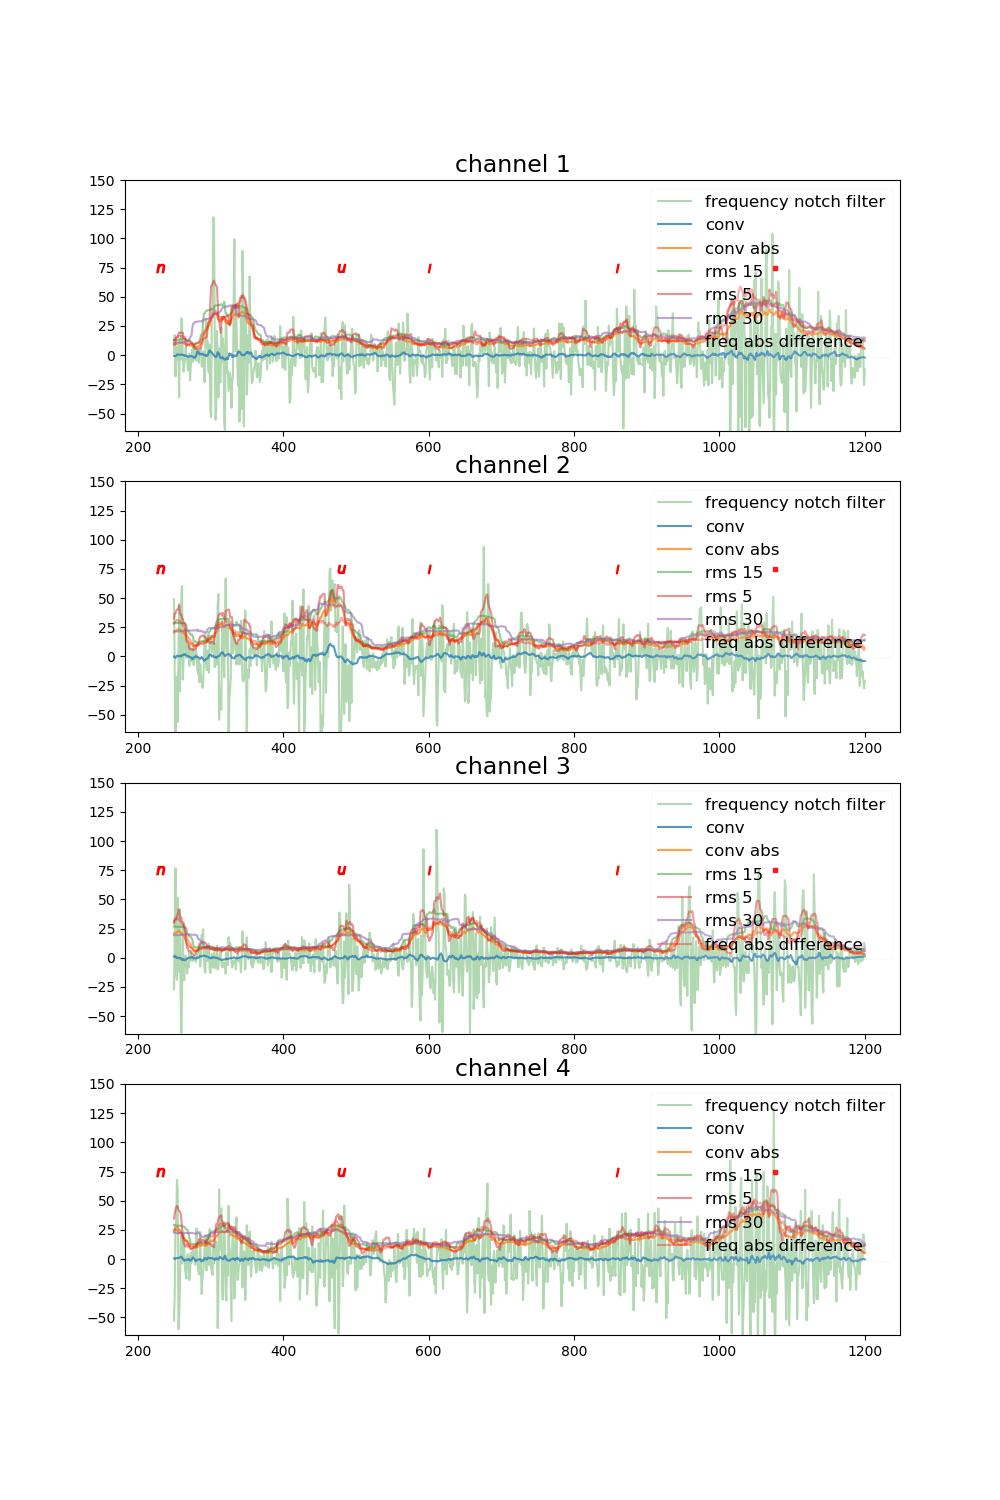 channel 1
150
125
100
75
50
25
0
−25
−50
n u ı ı .
frequency notch filter
conv
conv abs
rms 15
rms 5
rms 30
freq abs difference
200 400 600 800 1000 1200
channel 2
150
125
100
75
50
25
0
−25
−50
n u ı ı .
frequency notch filter
conv
conv abs
rms 15
rms 5
rms 30
freq abs difference
200 400 600 800 1000 1200
channel 3
150
125
100
75
50
25
0
−25
−50
n u ı ı .
frequency notch filter
conv
conv abs
rms 15
rms 5
rms 30
freq abs difference
200 400 600 800 1000 1200
channel 4
150
125
100
75
50
25
0
−25
−50
n u ı ı .
frequency notch filter
conv
conv abs
rms 15
rms 5
rms 30
freq abs difference
200 400 600 800 1000 1200